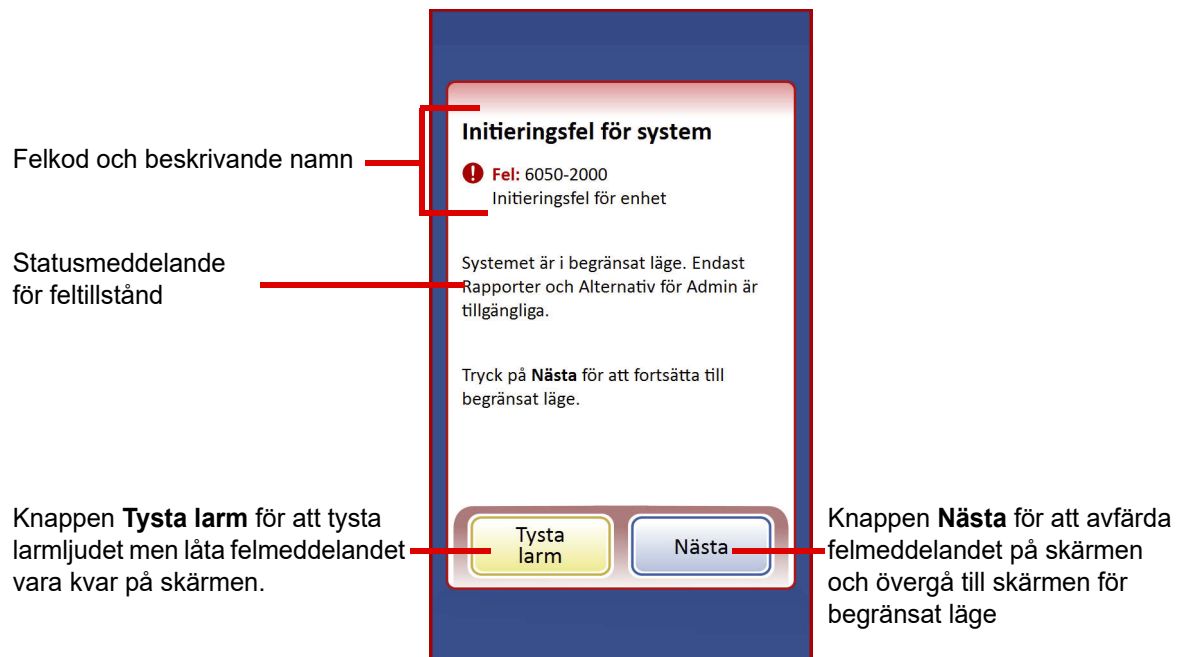 Initieringsfel för system
Felkod och beskrivande namn
Fel: 6050-2000
Initieringsfel för enhet
Statusmeddelande
för feltillstånd
Systemet är i begränsat läge. Endast
Rapporter och Alternativ för Admin är
tillgängliga.
Tryck på Nästa för att fortsätta till
begränsat läge.
Knappen Tysta larm för att tysta
larmljudet men låta felmeddelandet
vara kvar på skärmen.
Tysta
larm
Nästa
Knappen Nästa för att avfärda
felmeddelandet på skärmen
och övergå till skärmen för
begränsat läge